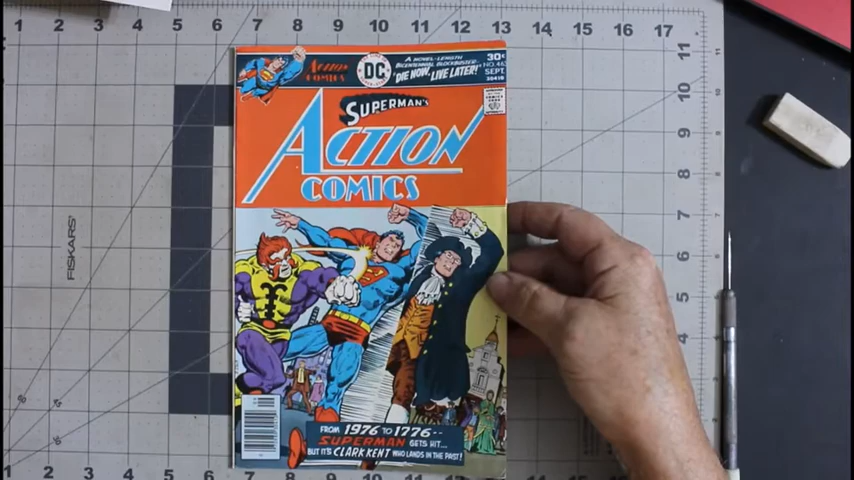 1 2 3 4 5 6 7 8 9 10 11 12 13 14 15 16 17
ACTION COMICS
DC
A NOVEL-LENGTH
BICENTENNIAL BLOCKBUSTER:
"DIE NOW, LIVE LATER!"
30¢
NO. 463
SEPT.
30418
SUPERMAN'S
ACTION
COMICS
FISKARS
11
10
9
8
7
6
5
4
FROM 1976 TO 1776--
SUPERMAN GETS HIT...
BUT IT'S CLARK KENT WHO LANDS IN THE PAST!
1 2 3 4 5 6 7 8 9 10 11 12 13 14 15 16 17